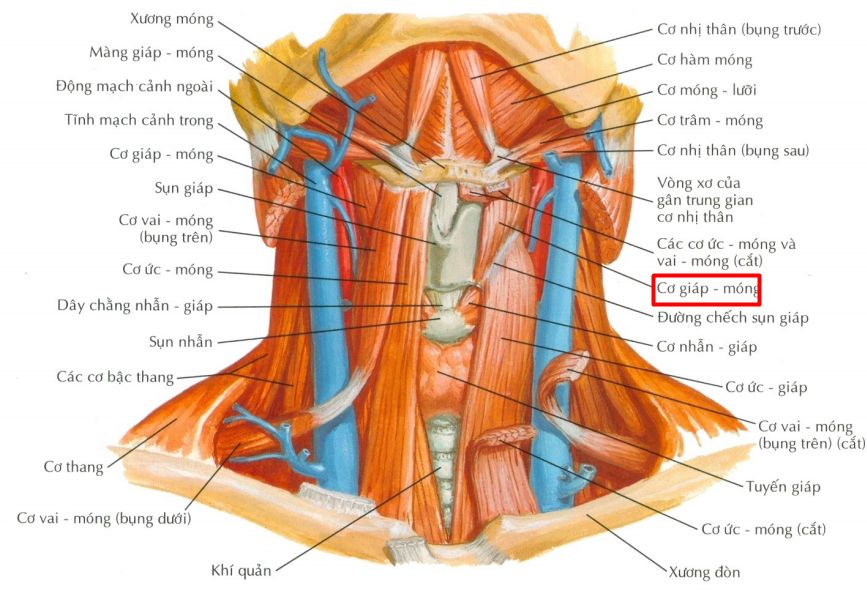 Xương móng
Màng giáp - móng
Động mạch cảnh ngoài
Tĩnh mạch cảnh trong
Cơ giáp - móng
Sụn giáp
Cơ vai - móng
(bụng trên)
Cơ ức - móng
Dây chằng nhẫn - giáp
Sụn nhẫn
Các cơ bậc thang
Cơ thang
Cơ vai - móng (bụng dưới)
Khí quản
Cơ nhị thân (bụng trước)
Cơ hàm móng
Cơ móng - lưỡi
Cơ trâm - móng
Cơ nhị thân (bụng sau)
Vòng xơ của
gân trung gian
cơ nhị thân
Các cơ ức - móng và
vai - móng (cắt)
Cơ giáp - móng
Đường chếch sụn giáp
Cơ nhẫn - giáp
Cơ ức - giáp
Cơ vai - móng
(bụng trên) (cắt)
Tuyến giáp
Cơ ức - móng (cắt)
Xương đòn